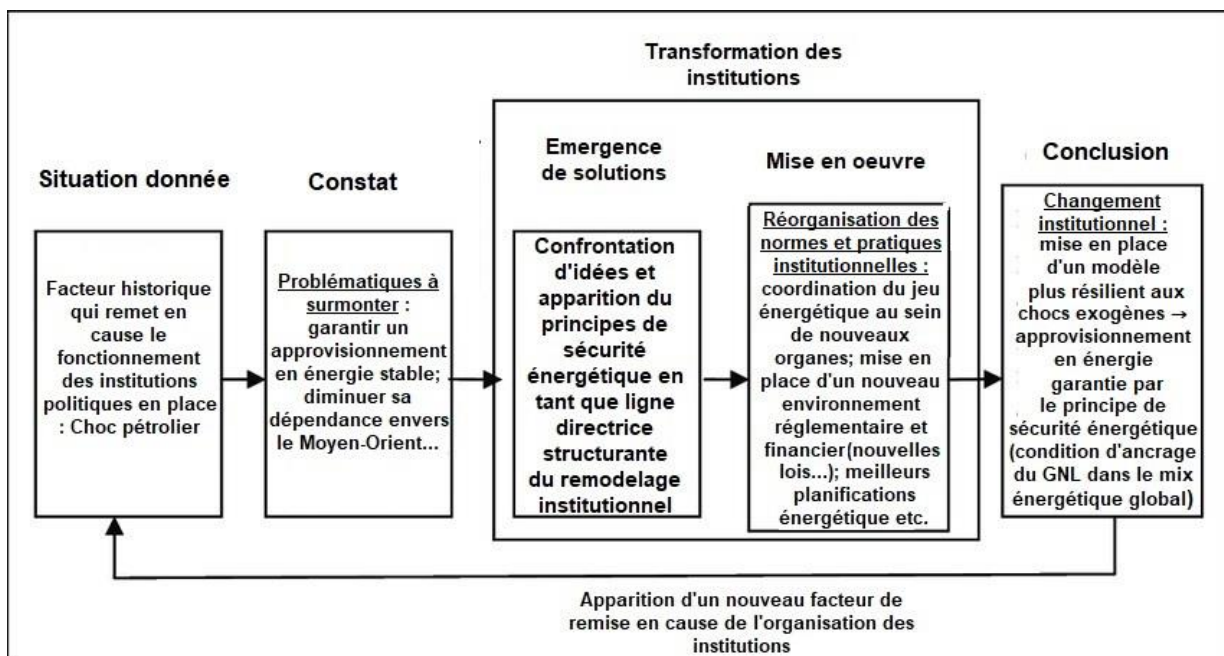 Transformation des
institutions
Situation donnée
Facteur historique
qui remet en
cause le
fonctionnement
des institutions
politiques en place
: Choc pétrolier
Constat
Problématiques à
surmonter :
garantir un
approvisionnement
en énergie stable;
diminuer sa
dépendance envers
le Moyen-Orient...
Emergence
de solutions
Confrontation
d'idées et
apparition du
principes de
sécurité
énergétique en
tant que ligne
directrice
structurante
du remodelage
institutionnel
Mise en oeuvre
Réorganisation des
normes et pratiques
institutionnelles :
coordination du jeu
énergétique au sein
de nouveaux
organes; mise en
place d'un nouveau
environnement
réglementaire et
financier(nouvelles
lois...); meilleurs
planifications
énergétique etc.
Conclusion
Changement
institutionnel :
mise en place
d'un modèle
plus résilient aux
chocs exogènes →
approvisionnement
en énergie
garantie par
le principe de
sécurité énergétique
(condition d'ancrage
du GNL dans le mix
énergétique global)
Apparition d'un nouveau facteur de
remise en cause de l'organisation des
institutions